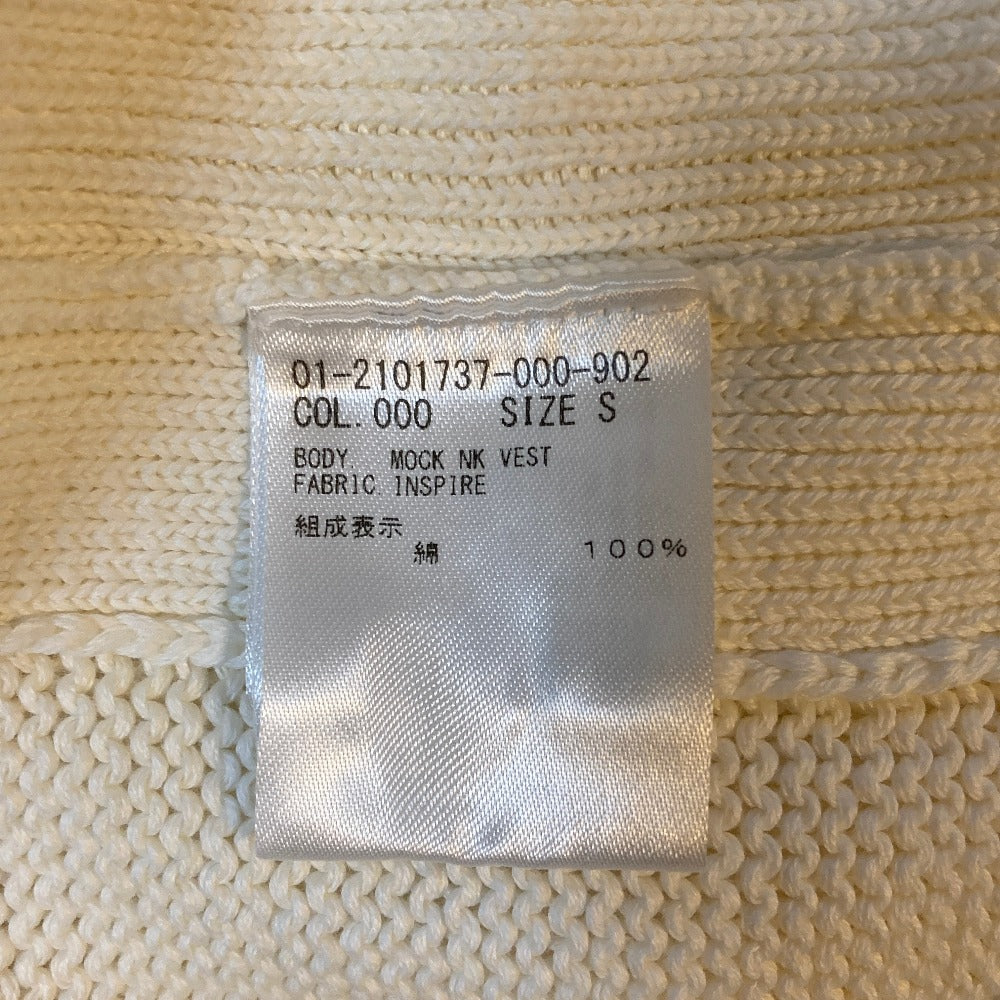 01-2101737-000-902
COL.000 SIZE S
BODY. MOCK NK VEST
FABRIC.INSPIRE
組成表示
綿 100%